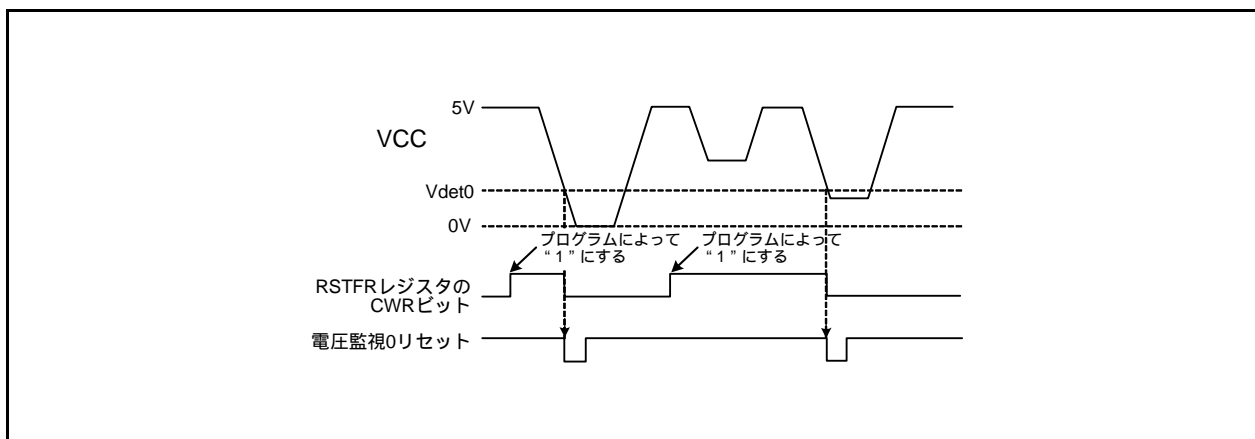 5V
VCC
Vdet0
0V
プログラムによって
“ 1 ” にする
プログラムによって
“ 1 ” にする
RSTFRレジスタの
CWRビット
電圧監視0リセット